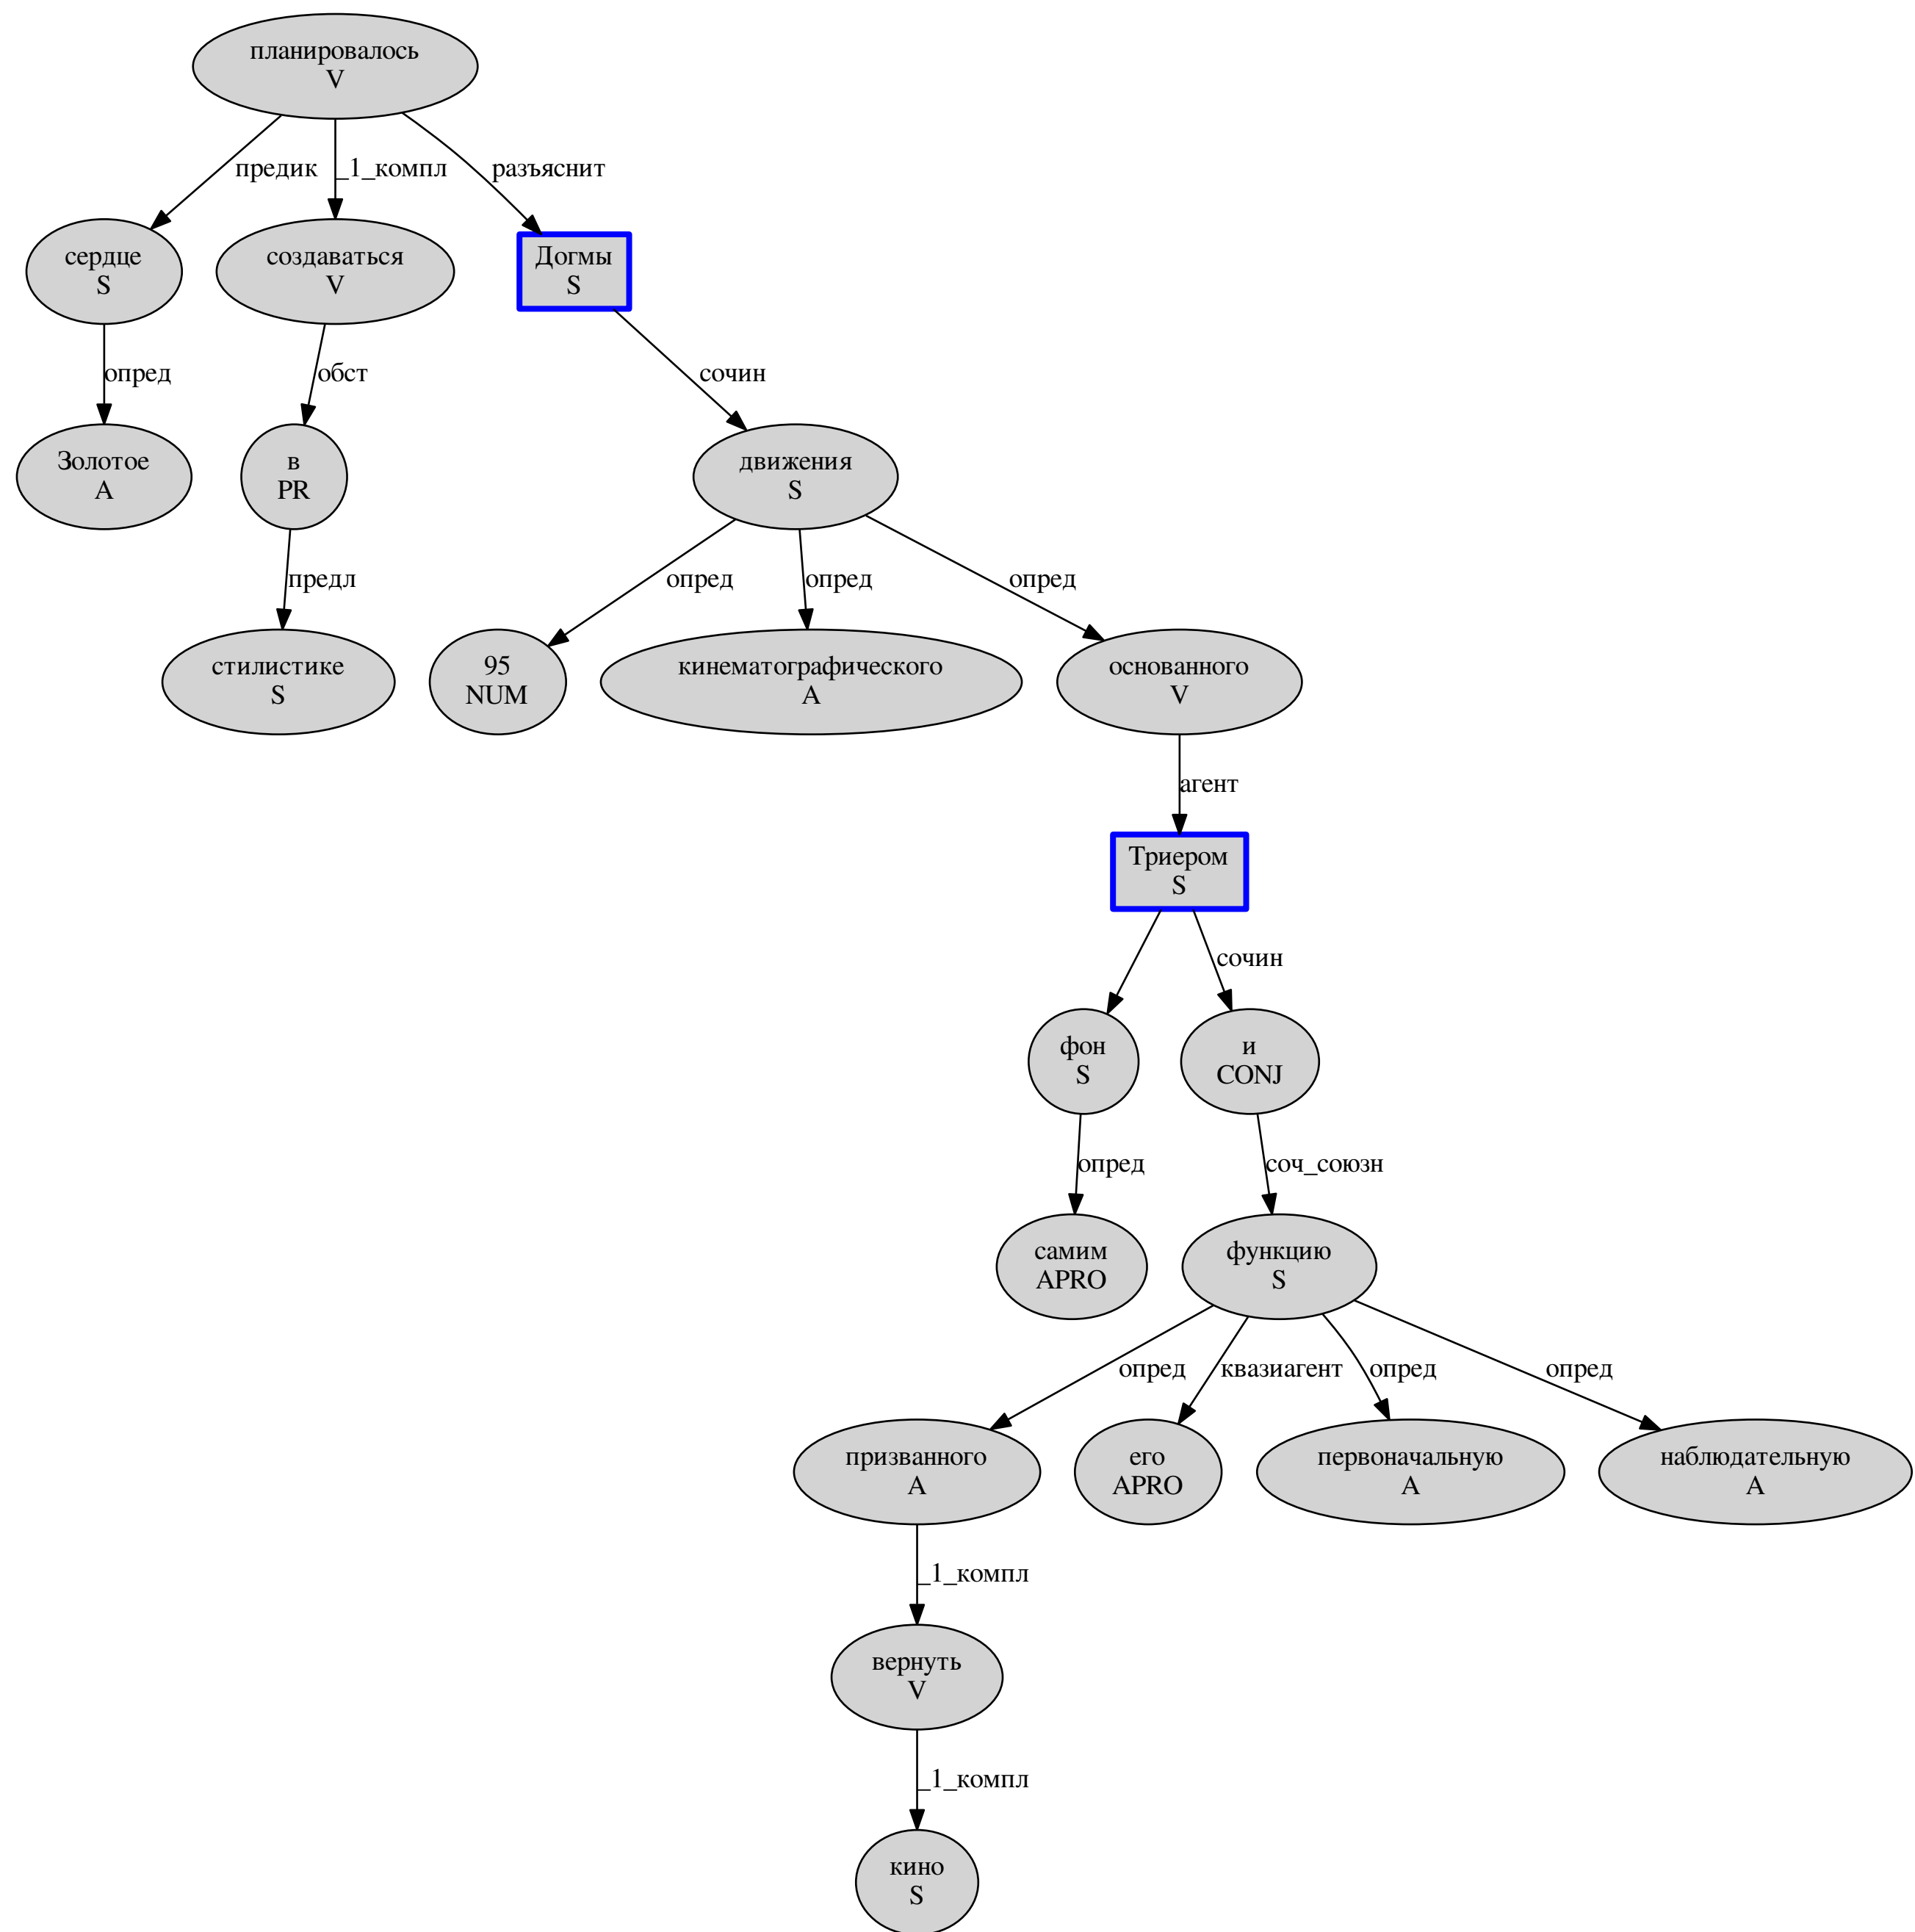 планировалось
V
предик
_1_компл
разъяснит
сердце
S
создаваться
V
Догмы
S
опред
обст
сочин
Золотое
A
в
PR
движения
S
предл
опред
опред
опред
стилистике
S
95
NUM
кинематографического
A
основанного
V
агент
Триером
S
сочин
фон
S
и
CONJ
опред
соч_союзн
самим
APRO
функцию
S
опред
квазиагент
опред
опред
призванного
A
его
APRO
первоначальную
A
наблюдательную
A
_1_компл
вернуть
V
_1_компл
кино
S